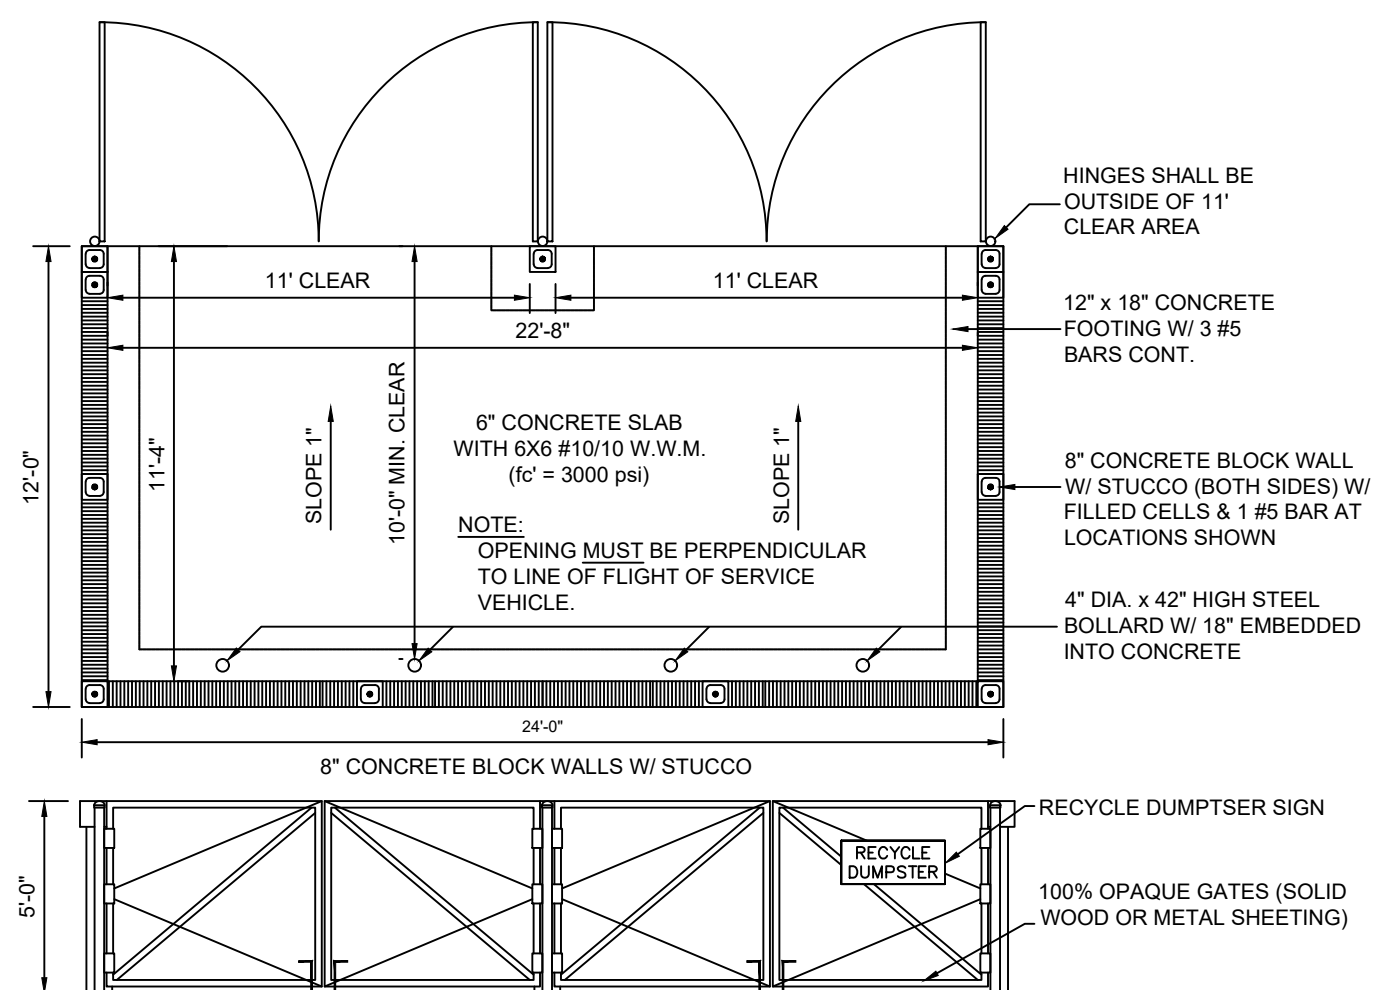 HINGES SHALL BE
OUTSIDE OF 11'
CLEAR AREA
11' CLEAR
11' CLEAR
22'-8"
12" x 18" CONCRETE
FOOTING W/ 3 #5
BARS CONT.
12'-0"
11'-4"
SLOPE 1"
10'-0" MIN. CLEAR
6" CONCRETE SLAB
WITH 6X6 #10/10 W.W.M.
(fc' = 3000 psi)
SLOPE 1"
8" CONCRETE BLOCK WALL
W/ STUCCO (BOTH SIDES) W/
FILLED CELLS & 1 #5 BAR AT
LOCATIONS SHOWN
NOTE:
OPENING MUST BE PERPENDICULAR
TO LINE OF FLIGHT OF SERVICE
VEHICLE.
4" DIA. x 42" HIGH STEEL
BOLLARD W/ 18" EMBEDDED
INTO CONCRETE
24'-0"
8" CONCRETE BLOCK WALLS W/ STUCCO
5'-0"
RECYCLE
DUMPSTER
RECYCLE DUMPTSER SIGN
100% OPAQUE GATES (SOLID
WOOD OR METAL SHEETING)